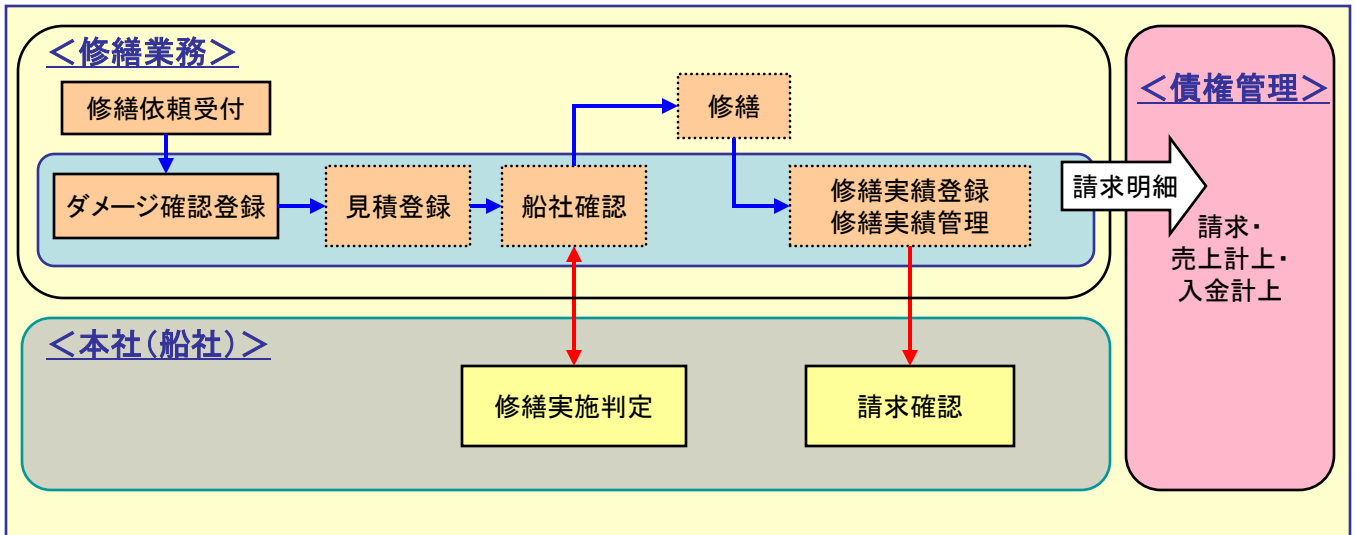 ＜修繕業務＞
修繕依頼受付
ダメージ確認登録
見積登録
船社確認
修繕
修繕実績登録
修繕実績管理
請求明細
＜債権管理＞
請求・
売上計上・
入金計上
＜本社（船社）＞
修繕実施判定
請求確認